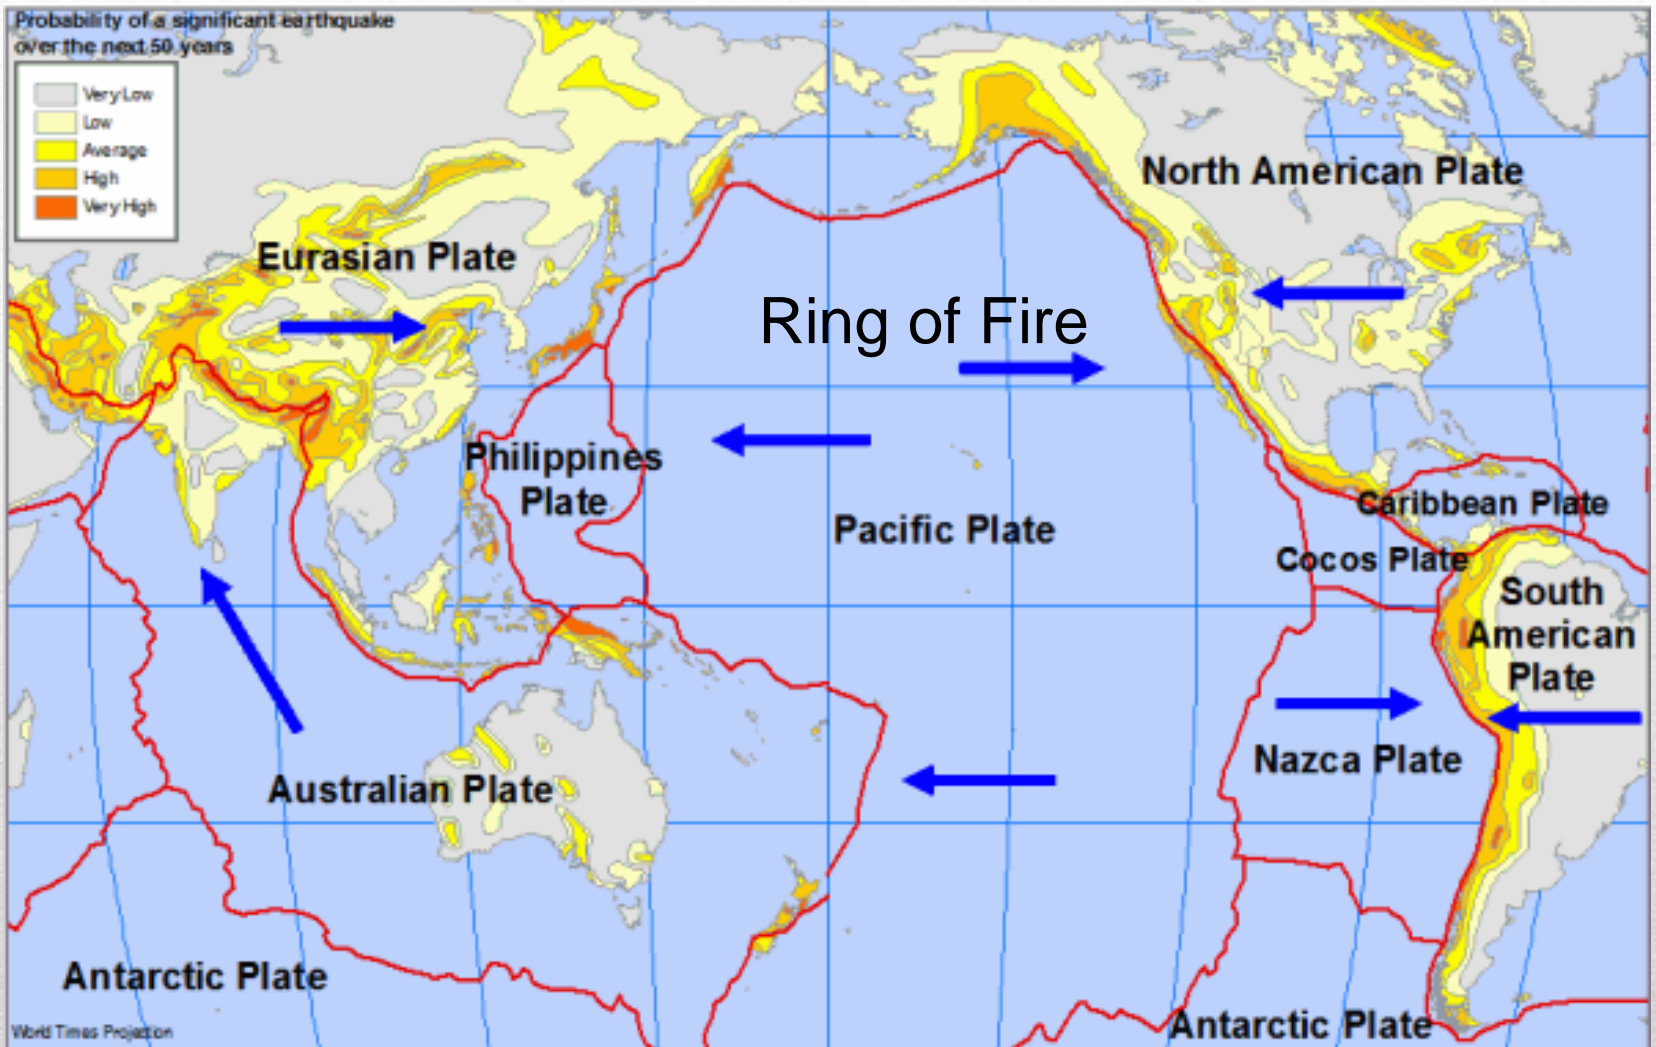 Probability of a significant earthquake
over the next 50 years
Very Low
Low
Average
High
Very High
North American Plate
Eurasian Plate
Ring of Fire
Philippines
Plate
Pacific Plate
Caribbean Plate
Cocos Plate
South
American
Plate
Nazca Plate
Australian Plate
Antarctic Plate
Antarctic Plate
World Times Projection